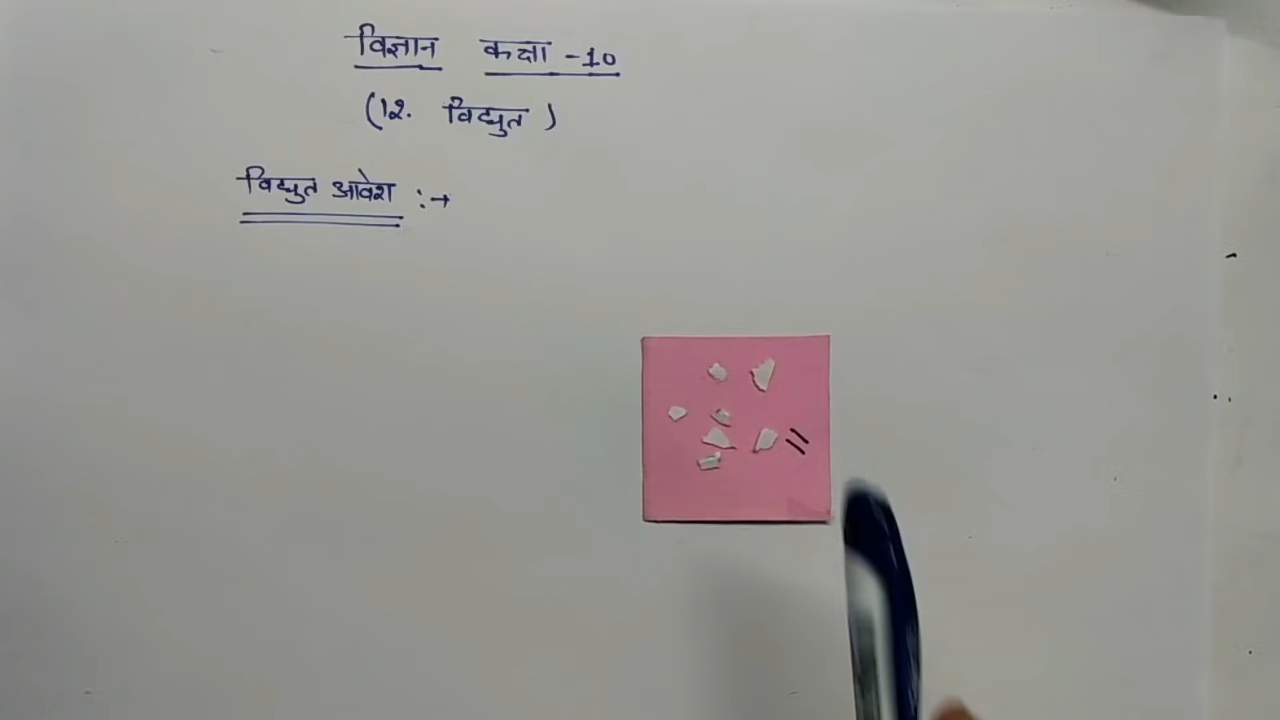 विज्ञान कक्षा -10
(12. विद्युत )
विद्युत आवेश :→